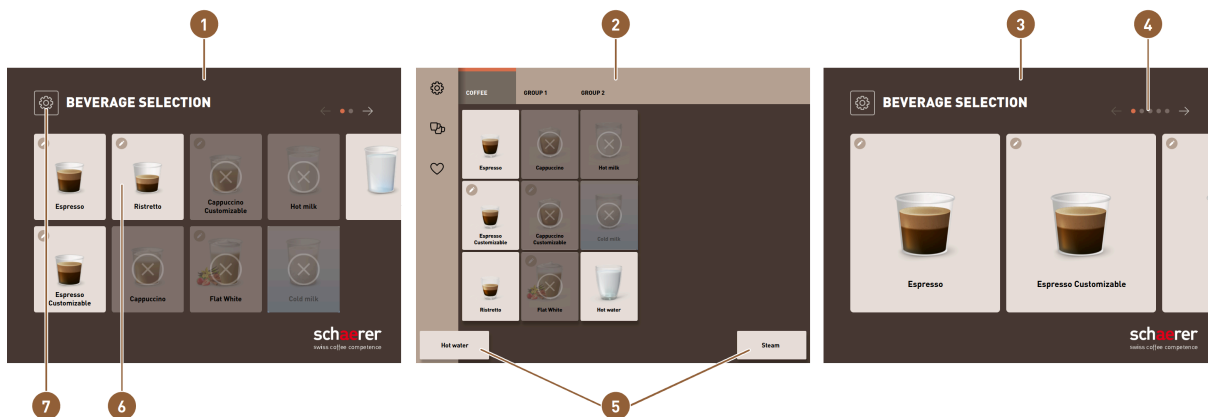 1
2
3
4
BEVERAGE SELECTION
Espresso
Ristretto
Cappuccino
Customizable
Hot milk
Espresso
Customizable
Cappuccino
Flat White
Cold milk
schaerer
swiss coffee competence
COFFEE
GROUP 1
GROUP 2
Espresso
Cappuccino
Hot milk
Espresso
Customizable
Cappuccino
Customizable
Cold milk
Ristretto
Flat White
Hot water
Hot water
Steam
BEVERAGE SELECTION
Espresso
Espresso Customizable
schaerer
swiss coffee competence
7
6
5